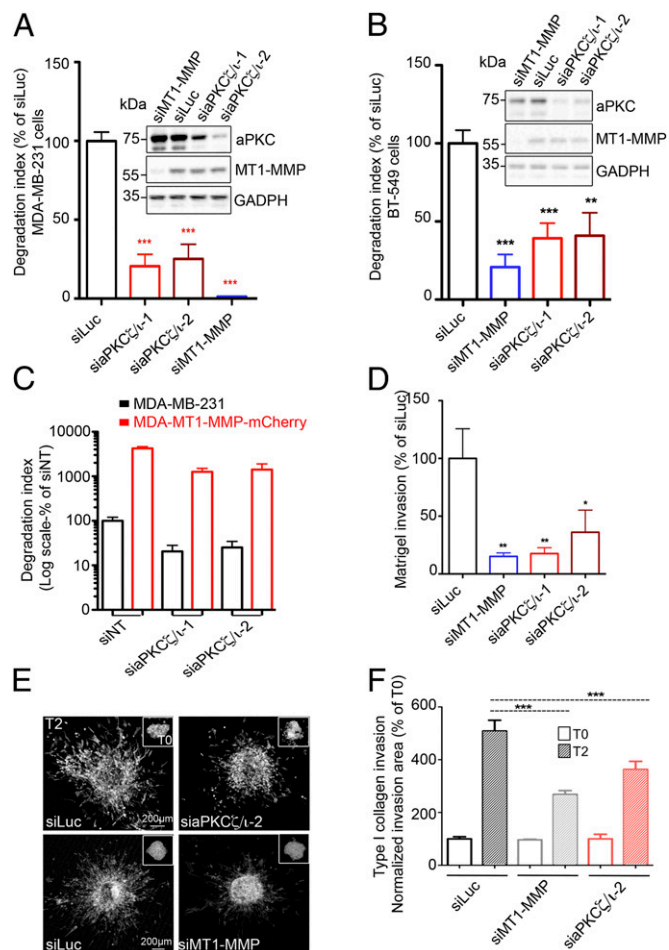 A
Degradation index (% of siLuc)
MDA-MB-231 cells
100
50
25
0
siLuc
siaPKCζ/ι-1
siaPKCζ/ι-2
siMT1-MMP
***
***
***
kDa
siMT1-MMP
siLuc
siaPKCζ/ι-1
siaPKCζ/ι-2
75
55
35
aPKC
MT1-MMP
GADPH
B
Degradation index (% of siLuc)
BT-549 cells
100
50
25
0
siLuc
siMT1-MMP
siaPKCζ/ι-1
siaPKCζ/ι-2
***
***
**
kDa
siMT1-MMP
siLuc
siaPKCζ/ι-1
siaPKCζ/ι-2
75
55
35
aPKC
MT1-MMP
GADPH
C
MDA-MB-231
MDA-MT1-MMP-mCherry
Degradation index
(Log scale-% of siNT)
10000
1000
100
10
0
siNT
siaPKCζ/ι-1
siaPKCζ/ι-2
D
Matrigel invasion (% of siLuc)
150
100
50
25
0
**
**
*
siLuc
siMT1-MMP
siaPKCζ/ι-1
siaPKCζ/ι-2
E
T2
T0
siLuc
200μm
siaPKCζ/ι-2
siLuc
200μm
siMT1-MMP
F
Type I collagen invasion
Normalized invasion area (% of T0)
600
400
200
100
0
***
***
T0
T2
siLuc
siMT1-MMP
siaPKCζ/ι-2